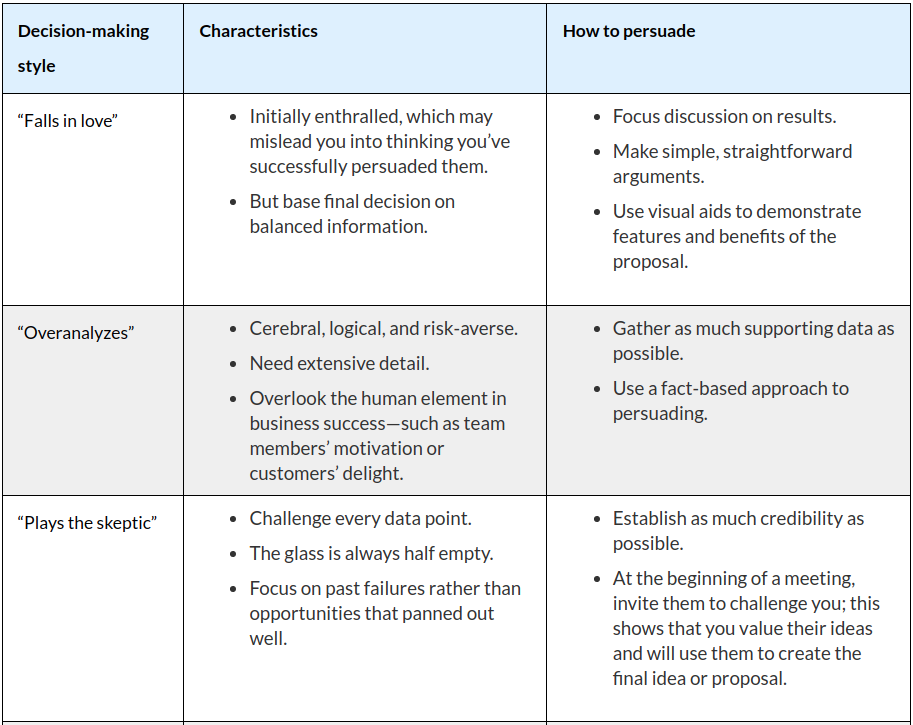 Decision-making
style
Characteristics
How to persuade
“Falls in love”
• Initially enthralled, which may
mislead you into thinking you’ve
successfully persuaded them.
• But base final decision on
balanced information.
• Focus discussion on results.
• Make simple, straightforward
arguments.
• Use visual aids to demonstrate
features and benefits of the
proposal.
“Overanalyzes”
• Cerebral, logical, and risk-averse.
• Need extensive detail.
• Overlook the human element in
business success—such as team
members’ motivation or
customers’ delight.
• Gather as much supporting data as
possible.
• Use a fact-based approach to
persuading.
“Plays the skeptic”
• Challenge every data point.
• The glass is always half empty.
• Focus on past failures rather than
opportunities that panned out
well.
• Establish as much credibility as
possible.
• At the beginning of a meeting,
invite them to challenge you; this
shows that you value their ideas
and will use them to create the
final idea or proposal.